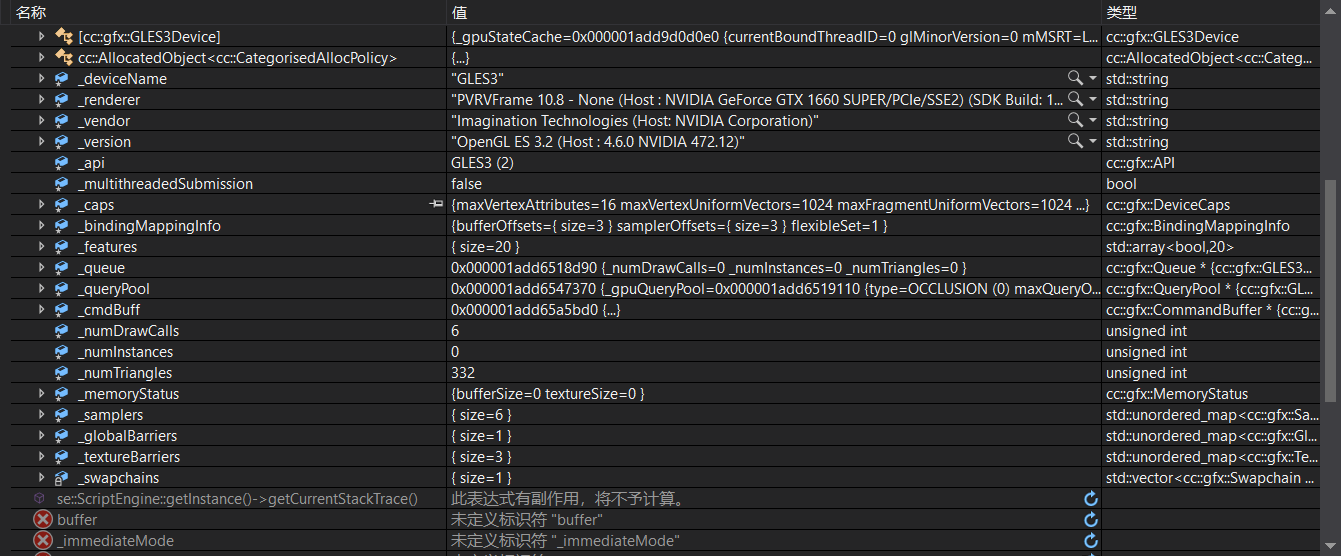 名称 值 类型
[cc::gfx::GLES3Device] {_gpuStateCache=0x000001add9d0d0e0 {currentBoundThreadID=0 glMinorVersion=0 mMSRT=L... cc::gfx::GLES3Device
cc::AllocatedObject<cc::CategorisedAllocPolicy> {...} cc::AllocatedObject<cc::Categ...
_deviceName "GLES3" std::string
_renderer "PVRVFrame 10.8 - None (Host : NVIDIA GeForce GTX 1660 SUPER/PCIe/SSE2) (SDK Build: 1... std::string
_vendor "Imagination Technologies (Host: NVIDIA Corporation)" std::string
_version "OpenGL ES 3.2 (Host : 4.6.0 NVIDIA 472.12)" std::string
_api GLES3 (2) cc::gfx::API
_multithreadedSubmission false bool
_caps {maxVertexAttributes=16 maxVertexUniformVectors=1024 maxFragmentUniformVectors=1024 ...} cc::gfx::DeviceCaps
_bindingMappingInfo {bufferOffsets={ size=3 } samplerOffsets={ size=3 } flexibleSet=1 } cc::gfx::BindingMappingInfo
_features { size=20 } std::array<bool,20>
_queue 0x000001add6518d90 {_numDrawCalls=0 _numInstances=0 _numTriangles=0 } cc::gfx::Queue * {cc::gfx::GLES3...
_queryPool 0x000001add6547370 {_gpuQueryPool=0x000001add6519110 {type=OCCLUSION (0) maxQueryO... cc::gfx::QueryPool * {cc::gfx::GL...
_cmdBuff 0x000001add65a5bd0 {...} cc::gfx::CommandBuffer * {cc::g...
_numDrawCalls 6 unsigned int
_numInstances 0 unsigned int
_numTriangles 332 unsigned int
_memoryStatus {bufferSize=0 textureSize=0 } cc::gfx::MemoryStatus
_samplers { size=6 } std::unordered_map<cc::gfx::Sa...
_globalBarriers { size=1 } std::unordered_map<cc::gfx::Gl...
_textureBarriers { size=3 } std::unordered_map<cc::gfx::Te...
_swapchains { size=1 } std::vector<cc::gfx::Swapchain ...
se::ScriptEngine::getInstance()->getCurrentStackTrace() 此表达式有副作用，将不予计算。
buffer 未定义标识符 "buffer"
_immediateMode 未定义标识符 "_immediateMode"